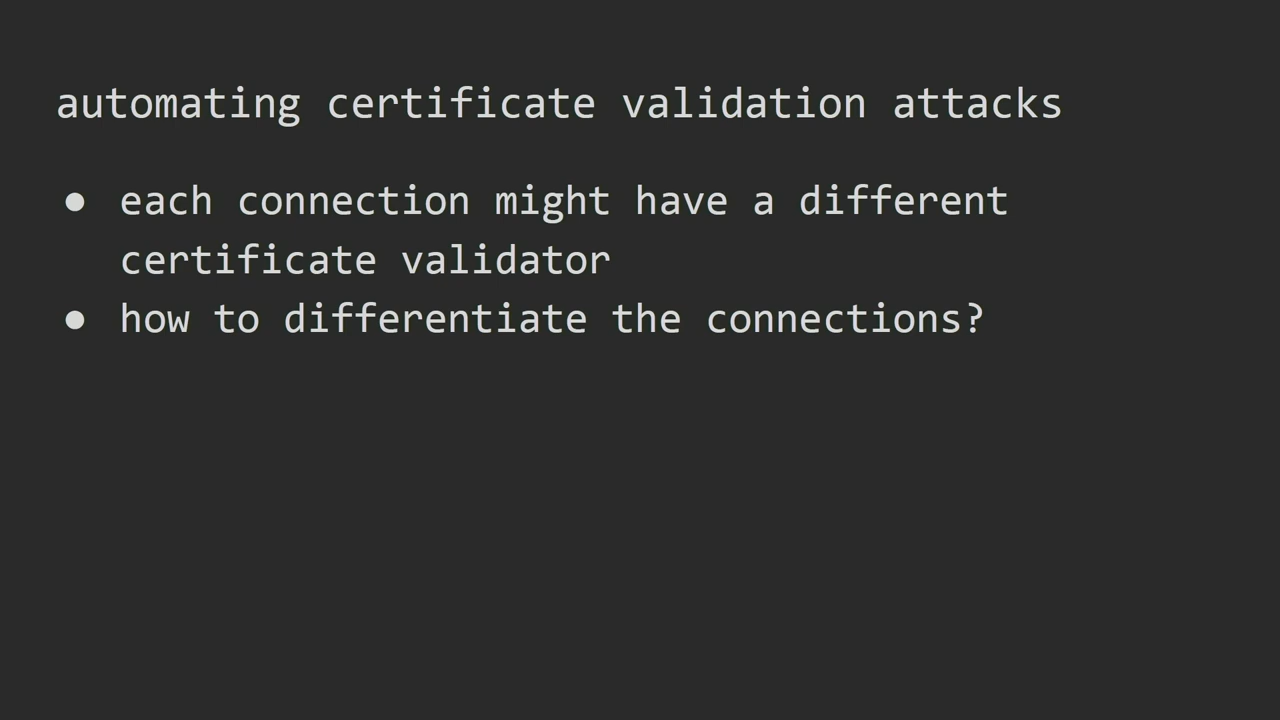 automating certificate validation attacks
● each connection might have a different
certificate validator
● how to differentiate the connections?